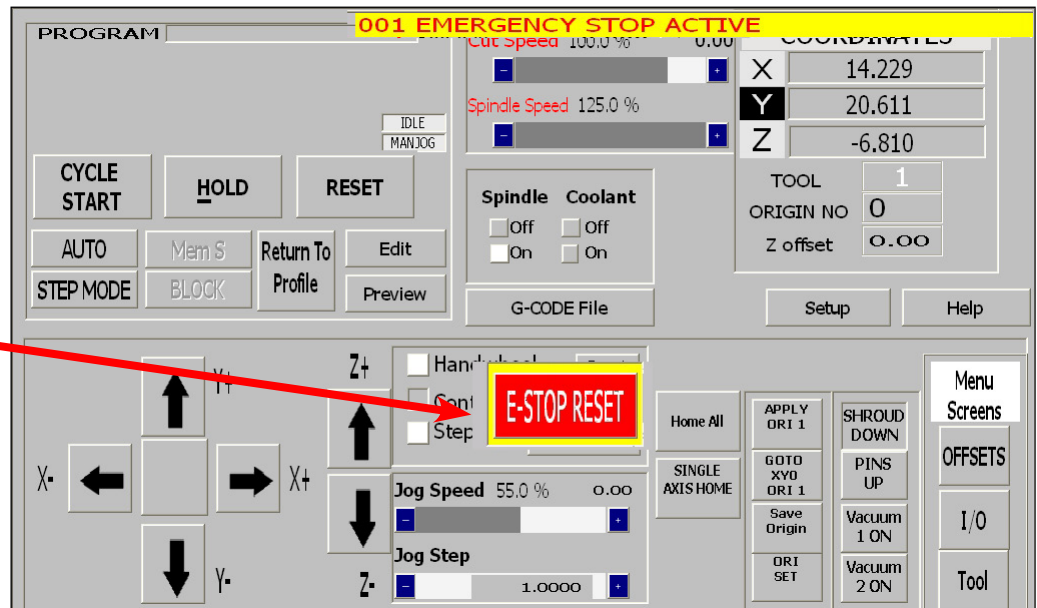 001 EMERGENCY STOP ACTIVE
PROGRAM
IDLE
MANJOG
CYCLE START
HOLD
RESET
AUTO
Mem S
Return To Profile
Edit
STEP MODE
BLOCK
Preview
Cut Speed 100.0 % 0.00
-
+
Spindle Speed 125.0 %
-
+
Spindle Coolant
Off Off
On On
G-CODE File
COORDINATES
X 14.229
Y 20.611
Z -6.810
TOOL 1
ORIGIN NO 0
Z offset 0.00
Setup
Help
Y+
X-
X+
Y-
Z+
Z-
Handwheel
Cont
Step
E-STOP RESET
Jog Speed 55.0 % 0.00
-
+
Jog Step
-
1.0000
+
Home All
SINGLE
AXIS HOME
APPLY
ORI 1
GOTO
XY0
ORI 1
Save
Origin
ORI
SET
SHROUD
DOWN
PINS
UP
Vacuum
1 ON
Vacuum
2 ON
Menu
Screens
OFFSETS
I/O
Tool